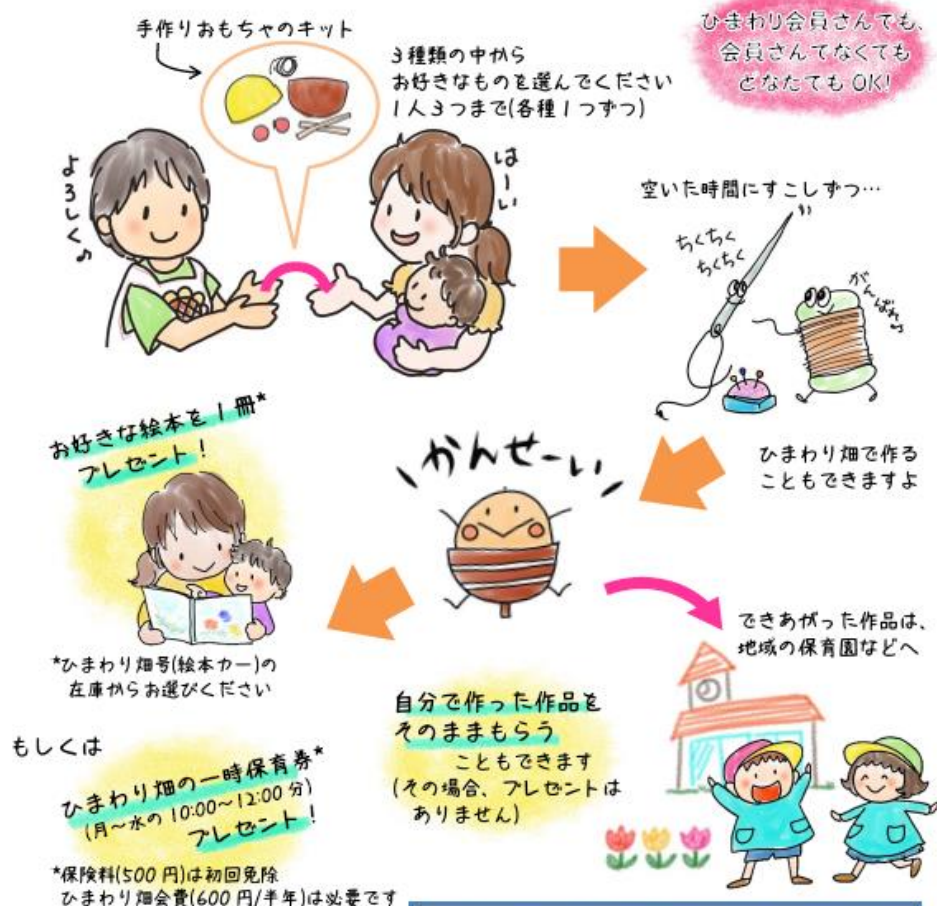 手作りおもちゃのキット
3種類の中から
お好きなものを選んでください
1人3つまで(各種1つずつ)
ひまわり会員さんでも、
会員さんでなくても
どなたでもOK!
よろしく♪
はーい
空いた時間にすこしずつ…
ちくちく
ちくちく
がんばれ♪
ひまわり畑で作る
こともできますよ
かんせーい
お好きな絵本を1冊*
プレゼント!
*ひまわり畑号(絵本カー)の
在庫からお選びください
もしくは
ひまわり畑の一時保育券*
(月~水の10:00~12:00分)
プレゼント!
*保険料(500円)は初回免除
ひまわり畑会費(600円/半年)は必要です
自分で作った作品を
そのままもらう
こともできます
(その場合、プレゼントは
ありません)
できあがった作品は、
地域の保育園などへ